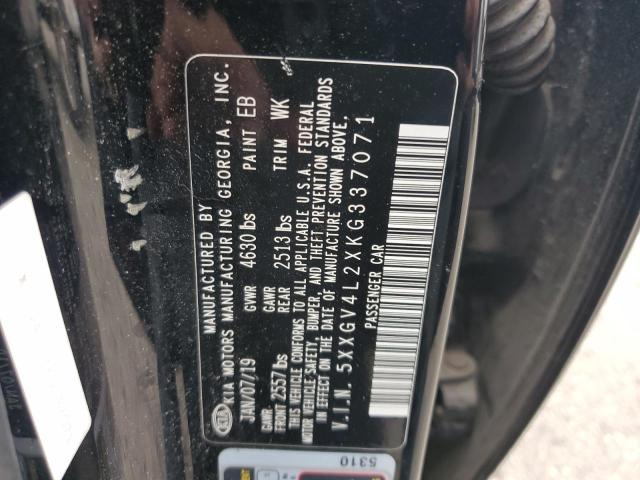 KIA
MANUFACTURED BY
KIA MOTORS MANUFACTURING GEORGIA, INC.
JAN/07/19 GVWR 4630 lbs PAINT EB
GAWR FRONT 2557 lbs GAWR REAR 2513 lbs TRIM WK
THIS VEHICLE CONFORMS TO ALL APPLICABLE U.S.A. FEDERAL
MOTOR VEHICLE SAFETY, BUMPER, AND THEFT PREVENTION STANDARDS
IN EFFECT ON THE DATE OF MANUFACTURE SHOWN ABOVE.
V.I.N. 5XXGV4L2XKG337071
PASSENGER CAR
5310